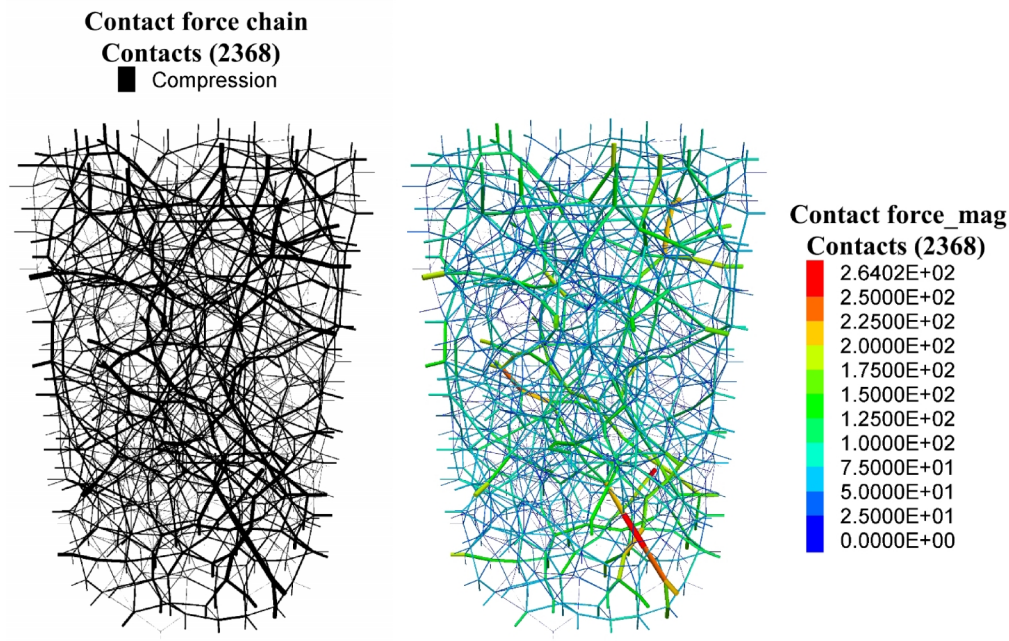 Contact force chain
Contacts (2368)
Compression
Contact force_mag
Contacts (2368)
2.6402E+02
2.5000E+02
2.2500E+02
2.0000E+02
1.7500E+02
1.5000E+02
1.2500E+02
1.0000E+02
7.5000E+01
5.0000E+01
2.5000E+01
0.0000E+00